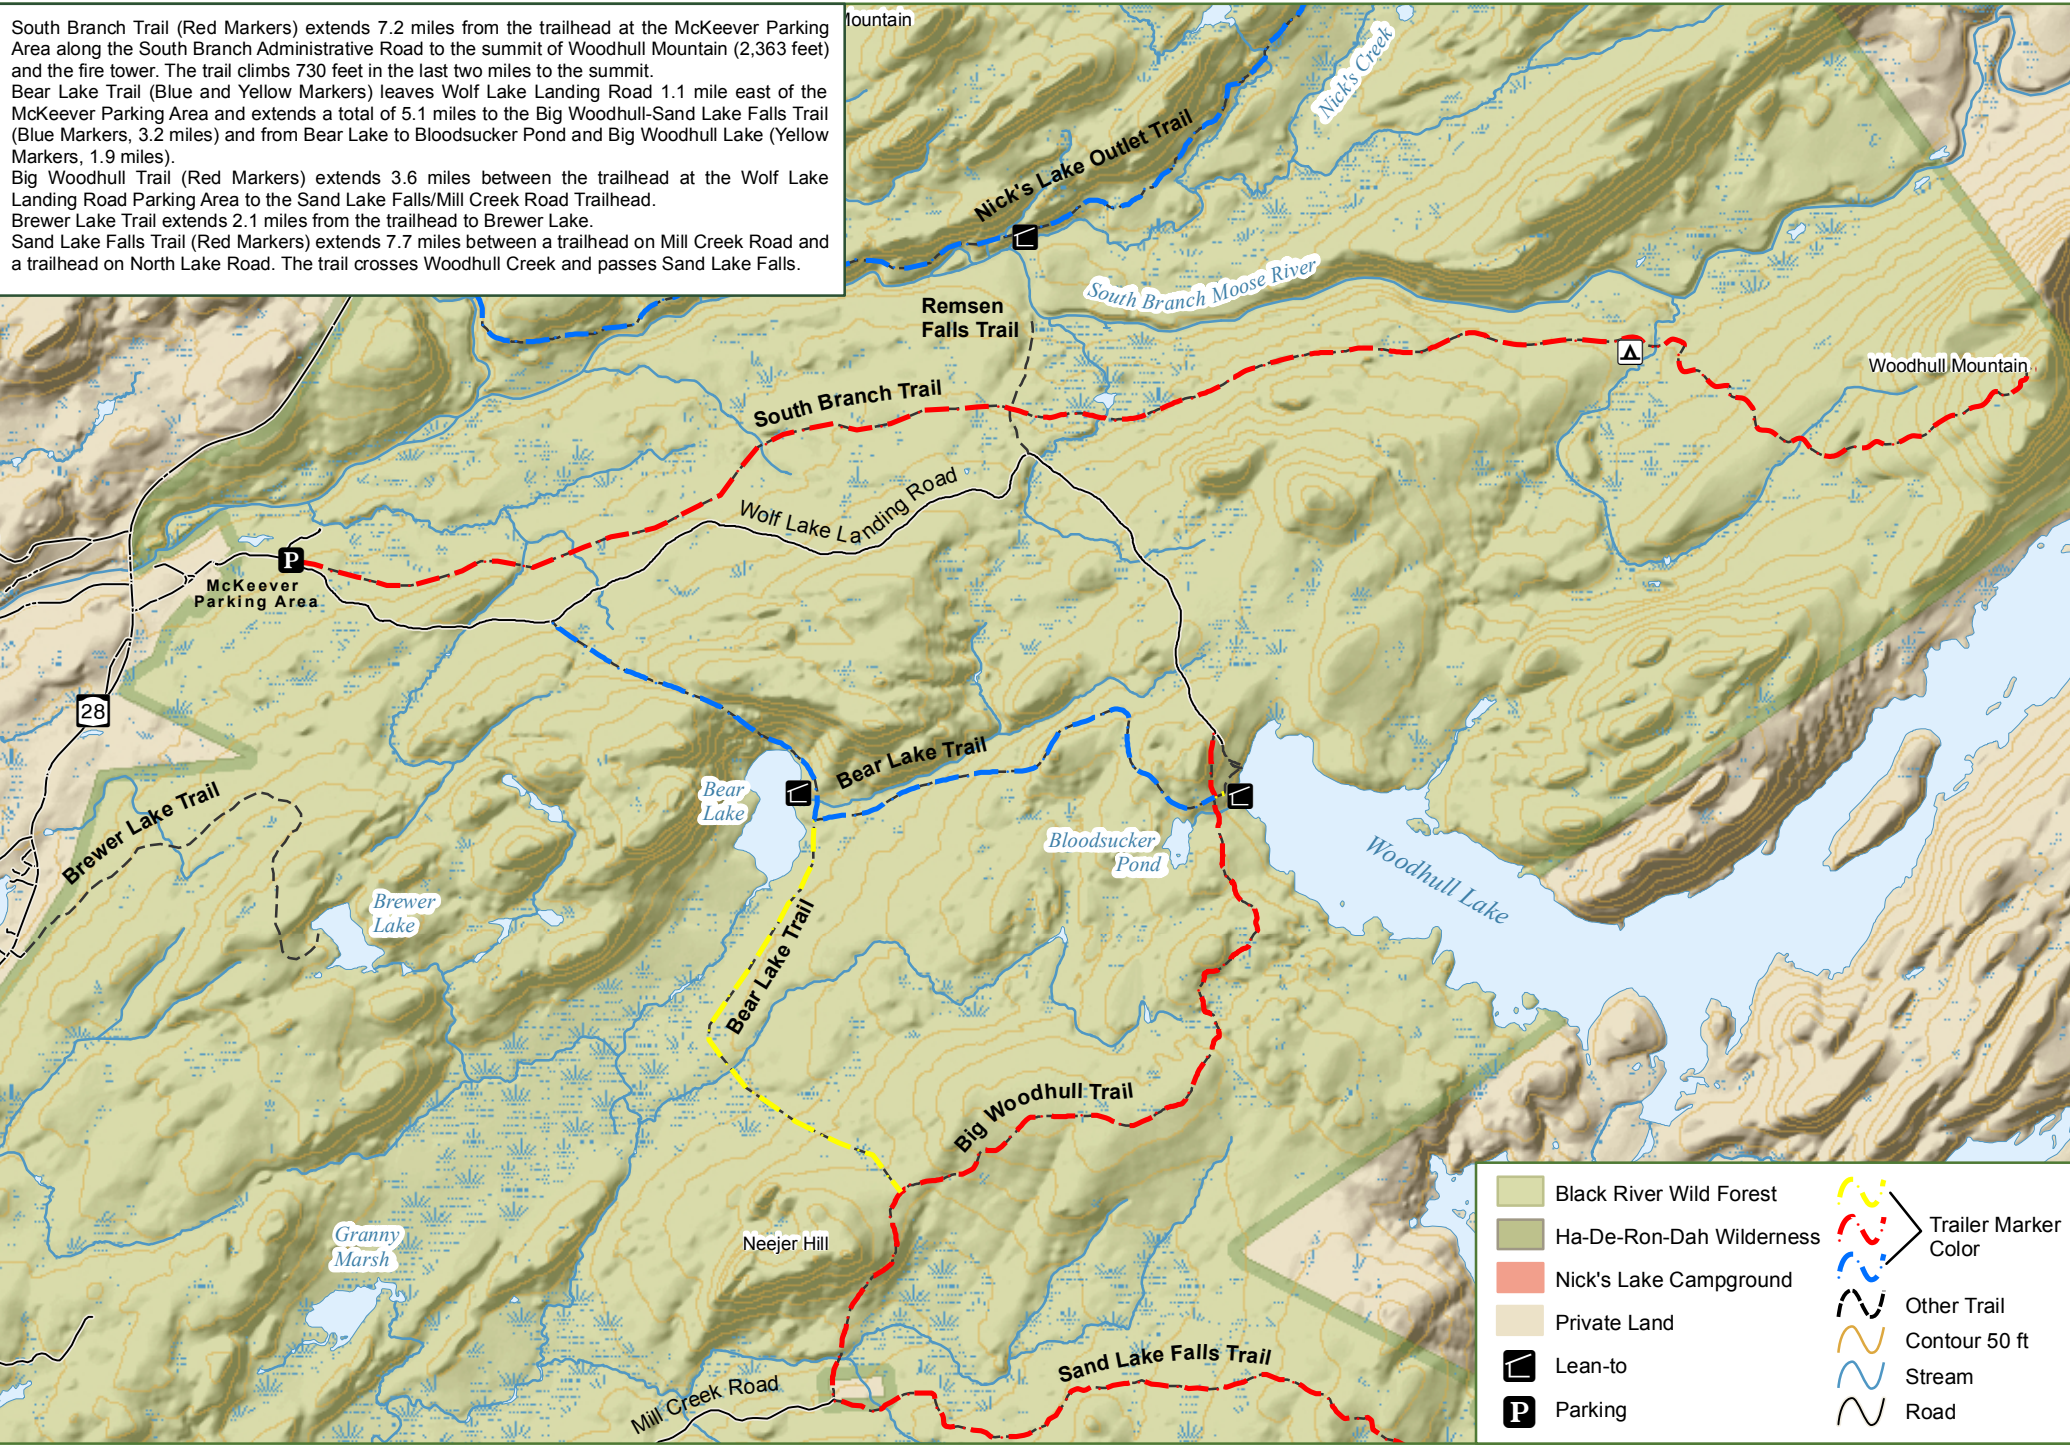 South Branch Trail (Red Markers) extends 7.2 miles from the trailhead at the McKeever Parking
Area along the South Branch Administrative Road to the summit of Woodhull Mountain (2,363 feet)
and the fire tower. The trail climbs 730 feet in the last two miles to the summit.
Bear Lake Trail (Blue and Yellow Markers) leaves Wolf Lake Landing Road 1.1 mile east of the
McKeever Parking Area and extends a total of 5.1 miles to the Big Woodhull-Sand Lake Falls Trail
(Blue Markers, 3.2 miles) and from Bear Lake to Bloodsucker Pond and Big Woodhull Lake (Yellow
Markers, 1.9 miles).
Big Woodhull Trail (Red Markers) extends 3.6 miles between the trailhead at the Wolf Lake
Landing Road Parking Area to the Sand Lake Falls/Mill Creek Road Trailhead.
Brewer Lake Trail extends 2.1 miles from the trailhead to Brewer Lake.
Sand Lake Falls Trail (Red Markers) extends 7.7 miles between a trailhead on Mill Creek Road and
a trailhead on North Lake Road. The trail crosses Woodhull Creek and passes Sand Lake Falls.
Mountain
Nick's Creek
Nick's Lake Outlet Trail
South Branch Moose River
Remsen
Falls Trail
Woodhull Mountain
South Branch Trail
Wolf Lake Landing Road
P
McKeever
Parking Area
28
Bear Lake Trail
Bear
Lake
Brewer Lake Trail
Bloodsucker
Pond
Woodhull Lake
Brewer
Lake
Bear Lake Trail
Big Woodhull Trail
Neejer Hill
Granny
Marsh
Sand Lake Falls Trail
Mill Creek Road
Black River Wild Forest
Ha-De-Ron-Dah Wilderness
Nick's Lake Campground
Private Land
Lean-to
P
Parking
Trailer Marker
Color
Other Trail
Contour 50 ft
Stream
Road